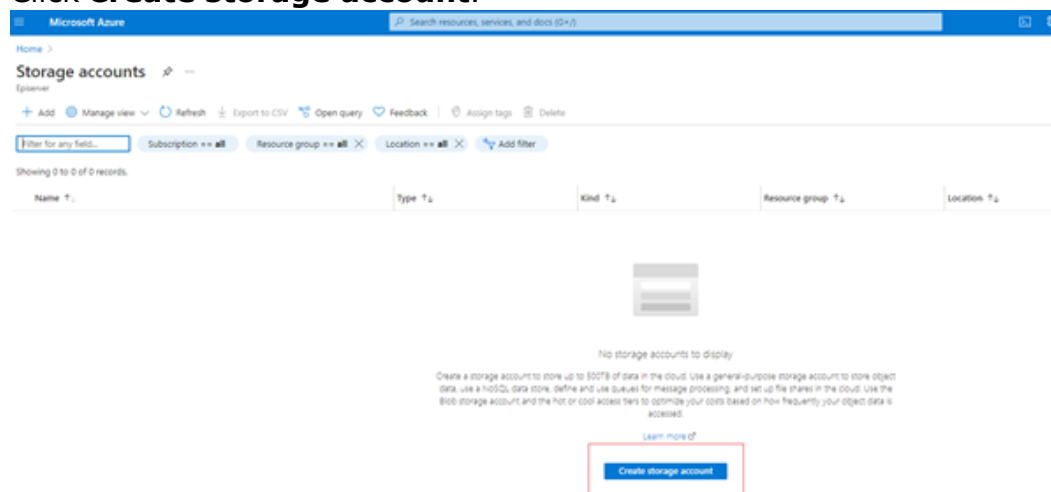 Click Create storage account.
Microsoft Azure Search resources, services, and docs (G+/)
Home >
Storage accounts
Episerver
Add Manage view Refresh Export to CSV Open query Feedback Assign tags Delete
Filter for any field... Subscription == all Resource group == all Location == all Add filter
Showing 0 to 0 of 0 records.
Name Type Kind Resource group Location
No storage accounts to display
Create a storage account to store up to 500TB of data in the cloud. Use a general-purpose storage account to store object
data, use a NoSQL data store, define and use queues for message processing, and set up file shares in the cloud. Use the
Blob storage account and the hot or cool access tiers to optimize your costs based on how frequently your object data is
accessed.
Learn more
Create storage account